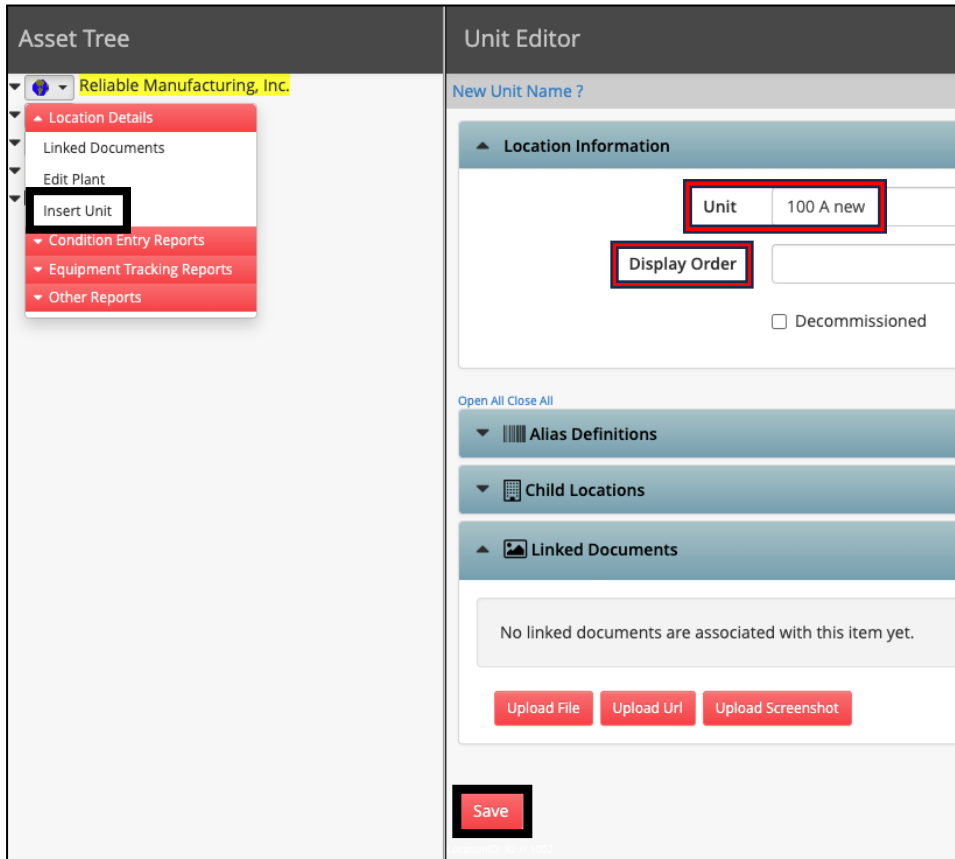 Asset Tree
Reliable Manufacturing, Inc.
Location Details
Linked Documents
Edit Plant
Insert Unit
Condition Entry Reports
Equipment Tracking Reports
Other Reports
Unit Editor
New Unit Name ?
Location Information
Unit 100 A new
Display Order
Decommissioned
Open All Close All
Alias Definitions
Child Locations
Linked Documents
No linked documents are associated with this item yet.
Upload File Upload Url Upload Screenshot
Save